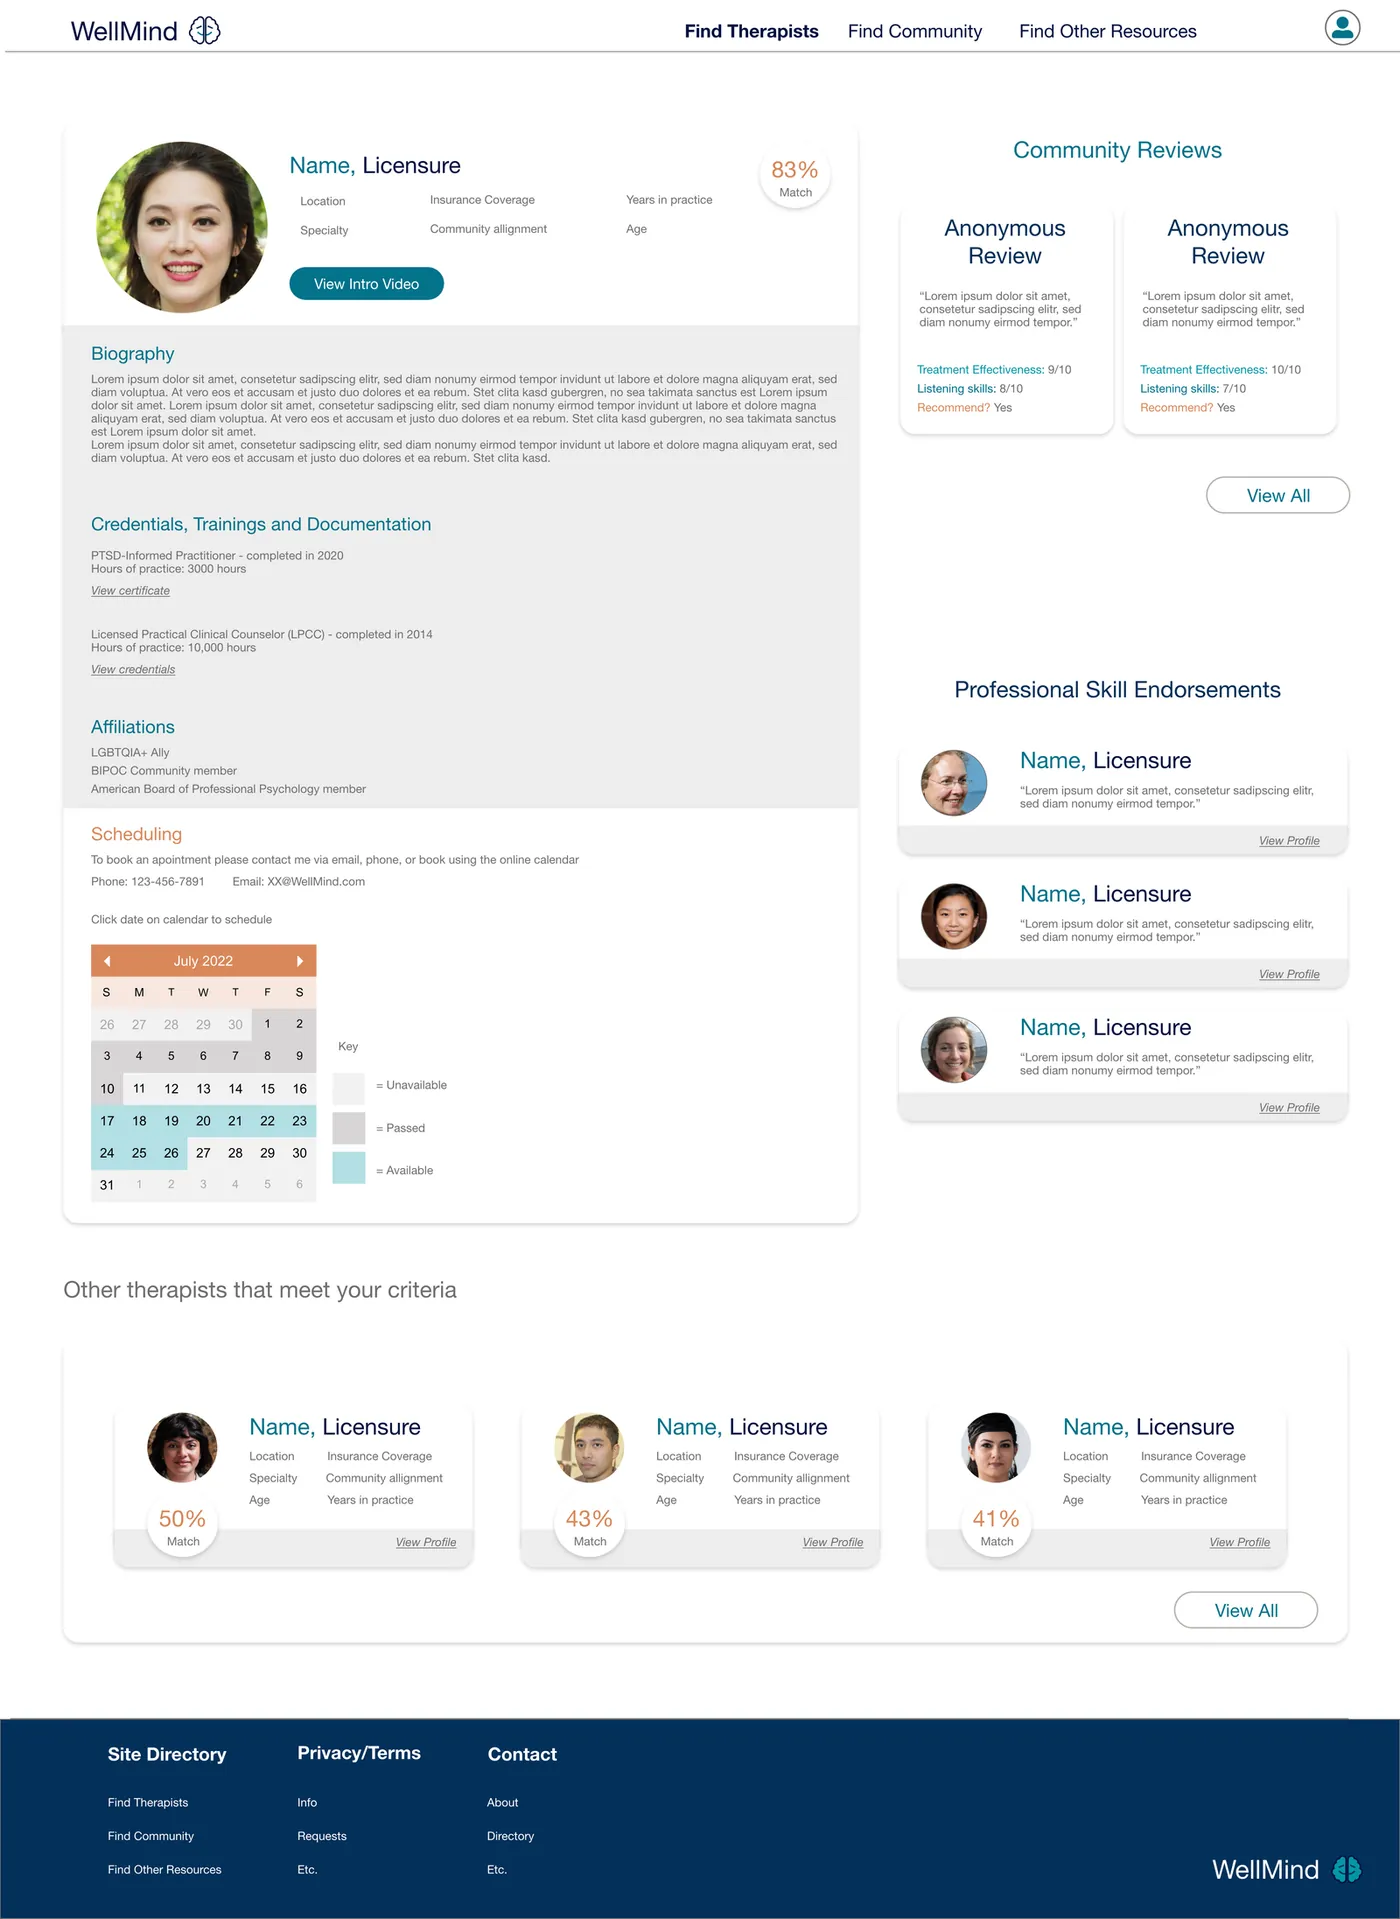 WellMind
Find Therapists
Find Community
Find Other Resources
Name, Licensure
Location
Insurance Coverage
Years in practice
Specialty
Community allignment
Age
83%
Match
View Intro Video
Biography
Lorem ipsum dolor sit amet, consetetur sadipscing elitr, sed diam nonumy eirmod tempor invidunt ut labore et dolore magna aliquyam erat, sed
diam voluptua. At vero eos et accusam et justo duo dolores et ea rebum. Stet clita kasd gubergren, no sea takimata sanctus est Lorem ipsum
dolor sit amet. Lorem ipsum dolor sit amet, consetetur sadipscing elitr, sed diam nonumy eirmod tempor invidunt ut labore et dolore magna
aliquyam erat, sed diam voluptua. At vero eos et accusam et justo duo dolores et ea rebum. Stet clita kasd gubergren, no sea takimata sanctus
est Lorem ipsum dolor sit amet.
Lorem ipsum dolor sit amet, consetetur sadipscing elitr, sed diam nonumy eirmod tempor invidunt ut labore et dolore magna aliquyam erat, sed
diam voluptua. At vero eos et accusam et justo duo dolores et ea rebum. Stet clita kasd.
Credentials, Trainings and Documentation
PTSD-Informed Practitioner - completed in 2020
Hours of practice: 3000 hours
View certificate
Licensed Practical Clinical Counselor (LPCC) - completed in 2014
Hours of practice: 10,000 hours
View credentials
Affiliations
LGBTQIA+ Ally
BIPOC Community member
American Board of Professional Psychology member
Scheduling
To book an apointment please contact me via email, phone, or book using the online calendar
Phone: 123-456-7891 Email: XX@WellMind.com
Click date on calendar to schedule
July 2022
S M T W T F S
26 27 28 29 30 1 2
3 4 5 6 7 8 9
10 11 12 13 14 15 16
17 18 19 20 21 22 23
24 25 26 27 28 29 30
31 1 2 3 4 5 6
Key
= Unavailable
= Passed
= Available
Community Reviews
Anonymous
Review
“Lorem ipsum dolor sit amet,
consetetur sadipscing elitr, sed
diam nonumy eirmod tempor.”
Treatment Effectiveness: 9/10
Listening skills: 8/10
Recommend? Yes
Anonymous
Review
“Lorem ipsum dolor sit amet,
consetetur sadipscing elitr, sed
diam nonumy eirmod tempor.”
Treatment Effectiveness: 10/10
Listening skills: 7/10
Recommend? Yes
View All
Professional Skill Endorsements
Name, Licensure
“Lorem ipsum dolor sit amet, consetetur sadipscing elitr,
sed diam nonumy eirmod tempor.”
View Profile
Name, Licensure
“Lorem ipsum dolor sit amet, consetetur sadipscing elitr,
sed diam nonumy eirmod tempor.”
View Profile
Name, Licensure
“Lorem ipsum dolor sit amet, consetetur sadipscing elitr,
sed diam nonumy eirmod tempor.”
View Profile
Other therapists that meet your criteria
Name, Licensure
Location Insurance Coverage
Specialty Community allignment
Age Years in practice
50%
Match
View Profile
Name, Licensure
Location Insurance Coverage
Specialty Community allignment
Age Years in practice
43%
Match
View Profile
Name, Licensure
Location Insurance Coverage
Specialty Community allignment
Age Years in practice
41%
Match
View Profile
View All
Site Directory
Find Therapists
Find Community
Find Other Resources
Privacy/Terms
Info
Requests
Etc.
Contact
About
Directory
Etc.
WellMind